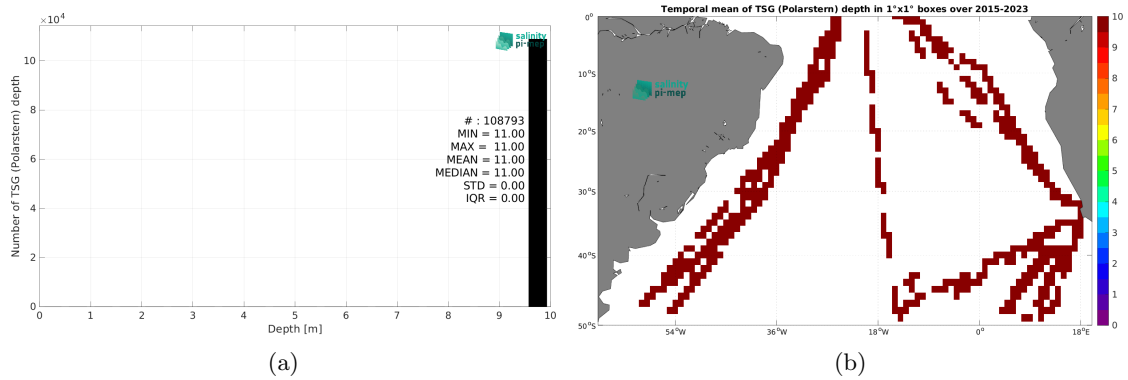 ×10⁴
10
8
6
4
2
0
Number of TSG (Polarstern) depth
salinity
pi-mep
# : 108793
MIN = 11.00
MAX = 11.00
MEAN = 11.00
MEDIAN = 11.00
STD = 0.00
IQR = 0.00
0 1 2 3 4 5 6 7 8 9 10
Depth [m]
(a)
Temporal mean of TSG (Polarstern) depth in 1°x1° boxes over 2015-2023
0°
10°S
20°S
30°S
40°S
50°S
salinity
pi-mep
54°W 36°W 18°W 0° 18°E
10
9
8
7
6
5
4
3
2
1
0
(b)